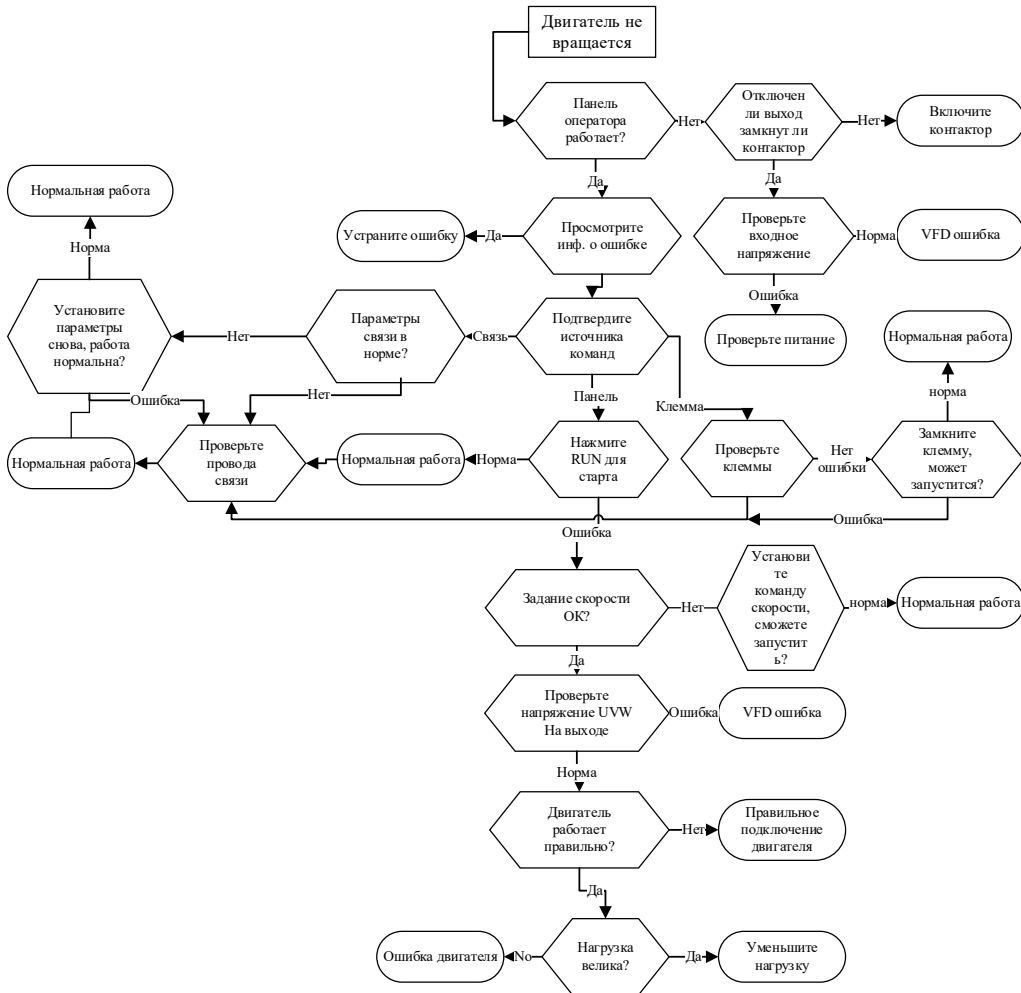 Двигатель не
вращается
Панель
оператора
работает?
Нет
Отключен
ли выход
замкнут ли
контактор
Нет
Включите
контактор
Да
Да
Нормальная работа
Норма
Устраните ошибку
Да
Просмотрите
инф. о ошибке
Проверьте
входное
напряжение
Норма
VFD ошибка
Ошибка
Проверьте питание
Установите
параметры
снова, работа
нормальна?
Нет
Параметры
связи в
норме?
Связь
Подтвердите
источника
команд
Нормальная работа
норма
Ошибка
Нет
Панель
Клемма
Нормальная работа
Проверьте
провода
связи
Нормальная работа
Норма
Нажмите
RUN для
старта
Проверьте
клеммы
Нет
ошибки
Замкните
клемму,
может
запустится?
Ошибка
Ошибка
Задание скорости
ОК?
Нет
Установи
те
команду
скорости,
сможете
запустит
ь?
норма
Нормальная работа
Да
Проверьте
напряжение UVW
На выходе
Ошибка
VFD ошибка
Норма
Двигатель
работает
правильно?
Нет
Правильное
подключение
двигателя
Да
Ошибка двигателя
No
Нагрузка
велика?
Да
Уменьшите
нагрузку